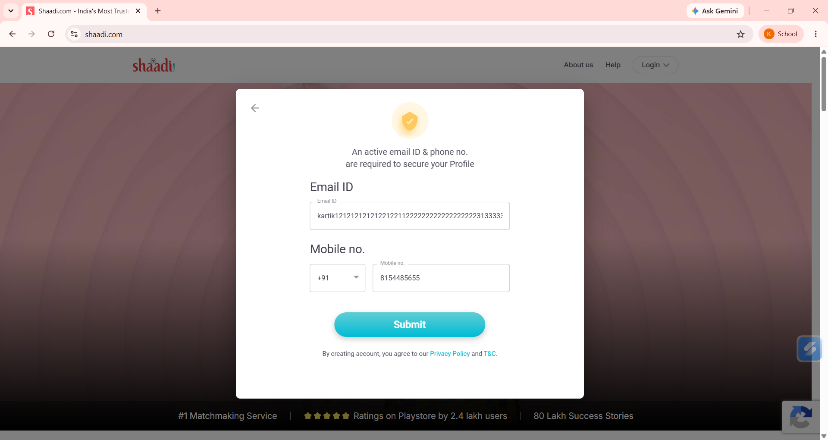 Shaadi.com - India's Most Trust
Ask Gemini
shaadi.com
K
School
shaadi
About us
Help
Login
An active email ID & phone no.
are required to secure your Profile
Email ID
Email ID
Mobile no.
Mobile no.
+91
8154485655
Submit
By creating account, you agree to our Privacy Policy and T&C.
#1 Matchmaking Service
Ratings on Playstore by 2.4 lakh users
80 Lakh Success Stories